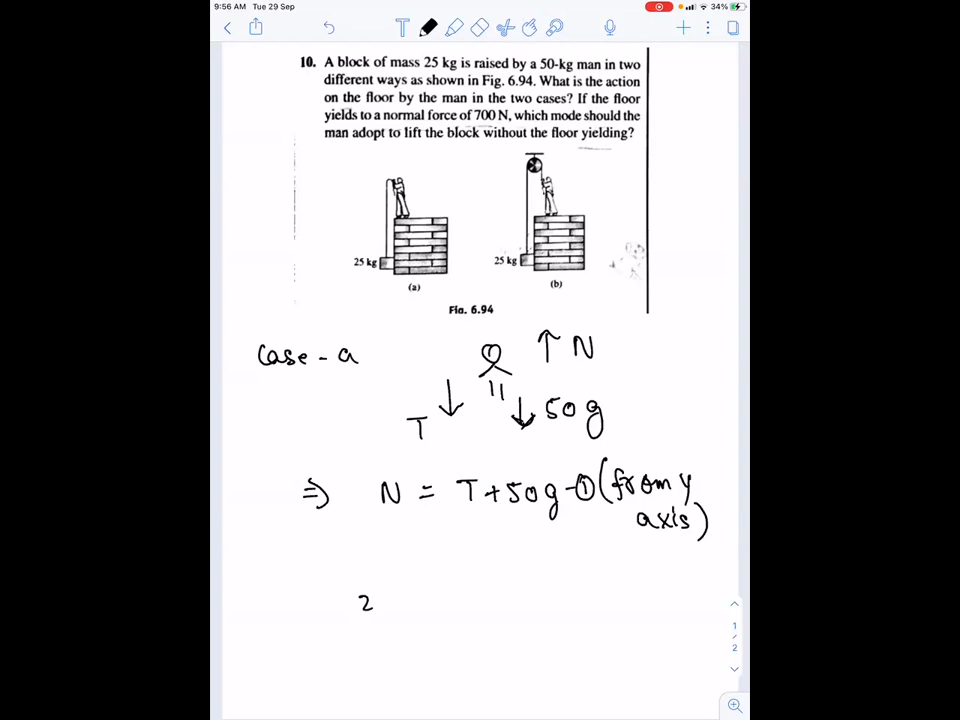 9:56 AM Tue 29 Sep
34%
10. A block of mass 25 kg is raised by a 50-kg man in two
different ways as shown in Fig. 6.94. What is the action
on the floor by the man in the two cases? If the floor
yields to a normal force of 700 N, which mode should the
man adopt to lift the block without the floor yielding?
25 kg
25 kg
(a)
(b)
Fig. 6.94
Case - a
↑ N
T ↓
↓ 50 g
⇒ N = T + 50g - ① (from y
axis)
2
1
/
2